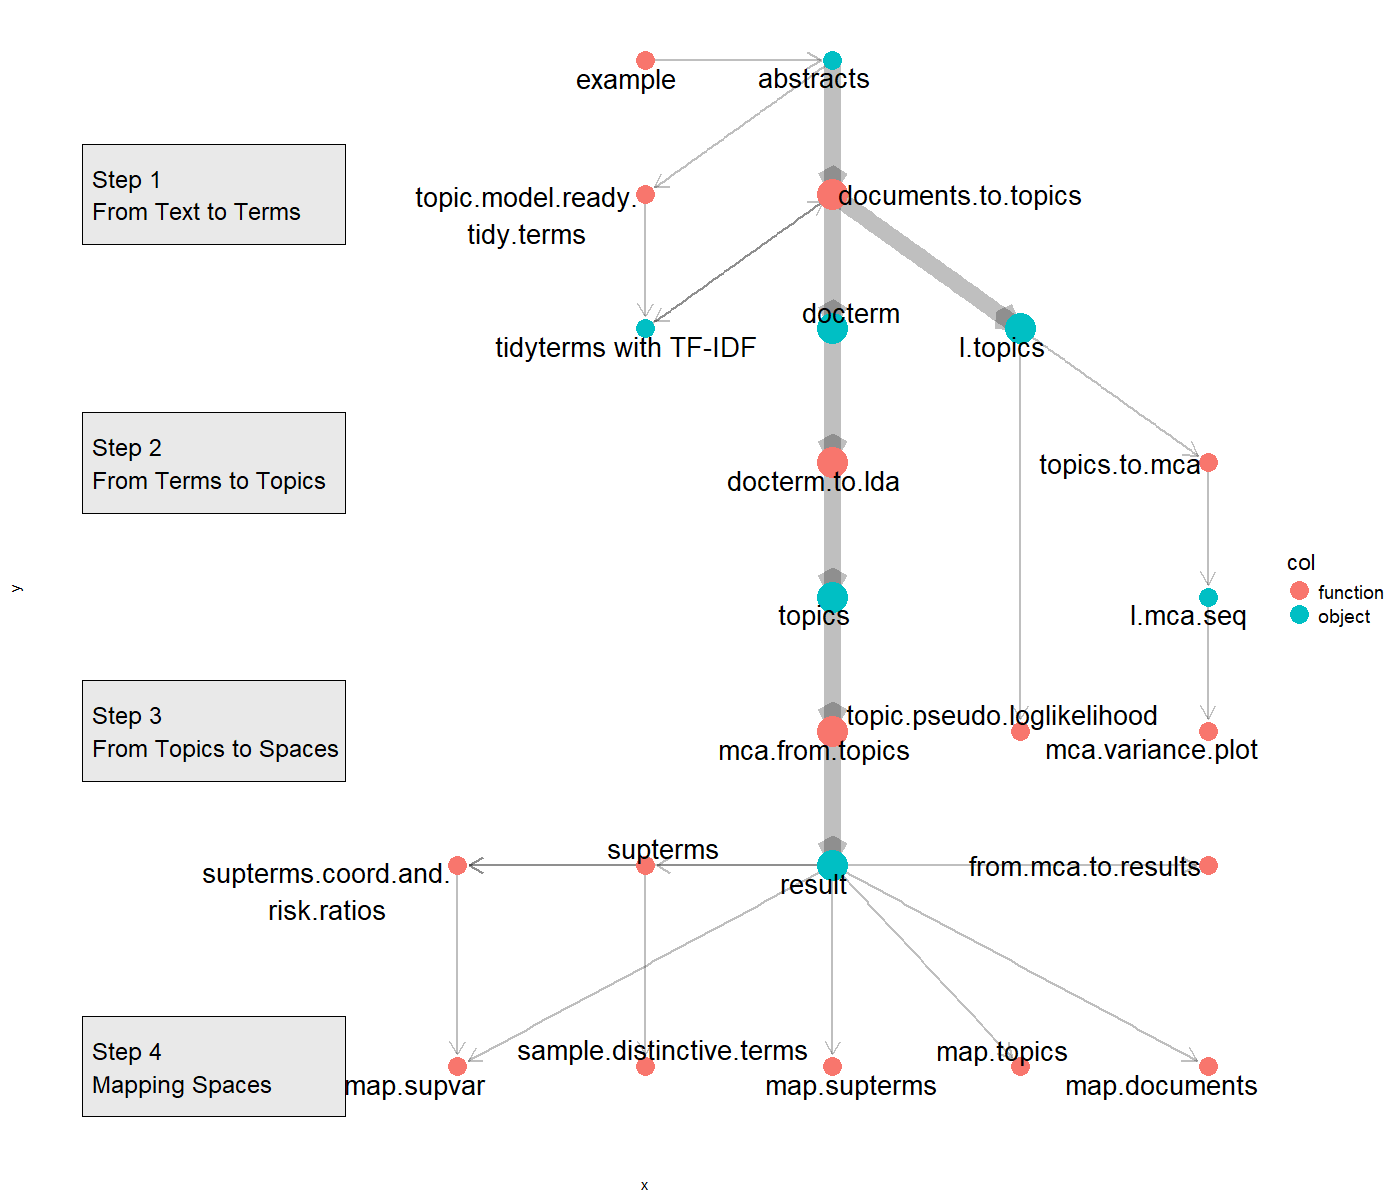 example
abstracts
Step 1
From Text to Terms
topic.model.ready.
tidy.terms
documents.to.topics
docterm
tidyterms with TF-IDF
l.topics
Step 2
From Terms to Topics
docterm.to.lda
topics.to.mca
col
function
object
y
topics
l.mca.seq
Step 3
From Topics to Spaces
topic.pseudo.loglikelihood
mca.from.topics
mca.variance.plot
supterms
supterms.coord.and.
risk.ratios
result
from.mca.to.results
Step 4
Mapping Spaces
map.supvar
sample.distinctive.terms
map.supterms
map.topics
map.documents
x